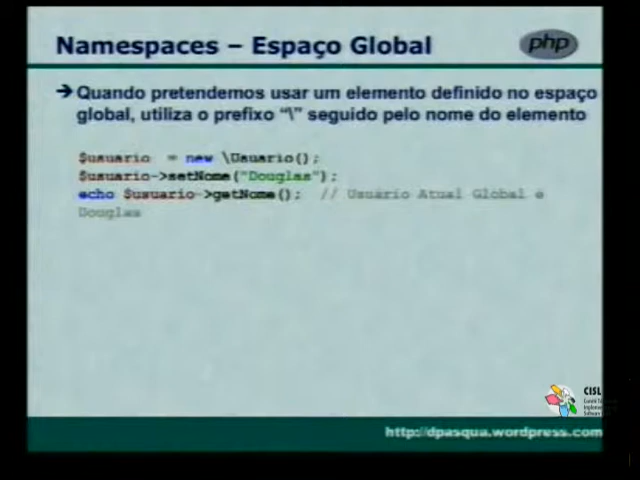 Namespaces – Espaço Global
php
Quando pretendemos usar um elemento definido no espaço
global, utiliza o prefixo “\” seguido pelo nome do elemento
$usuario = new \Usuario();
$usuario->setNome("Douglas");
echo $usuario->getNome(); // Usuário Atual Global e
Douglas
CISL
http://dpasqua.wordpress.com